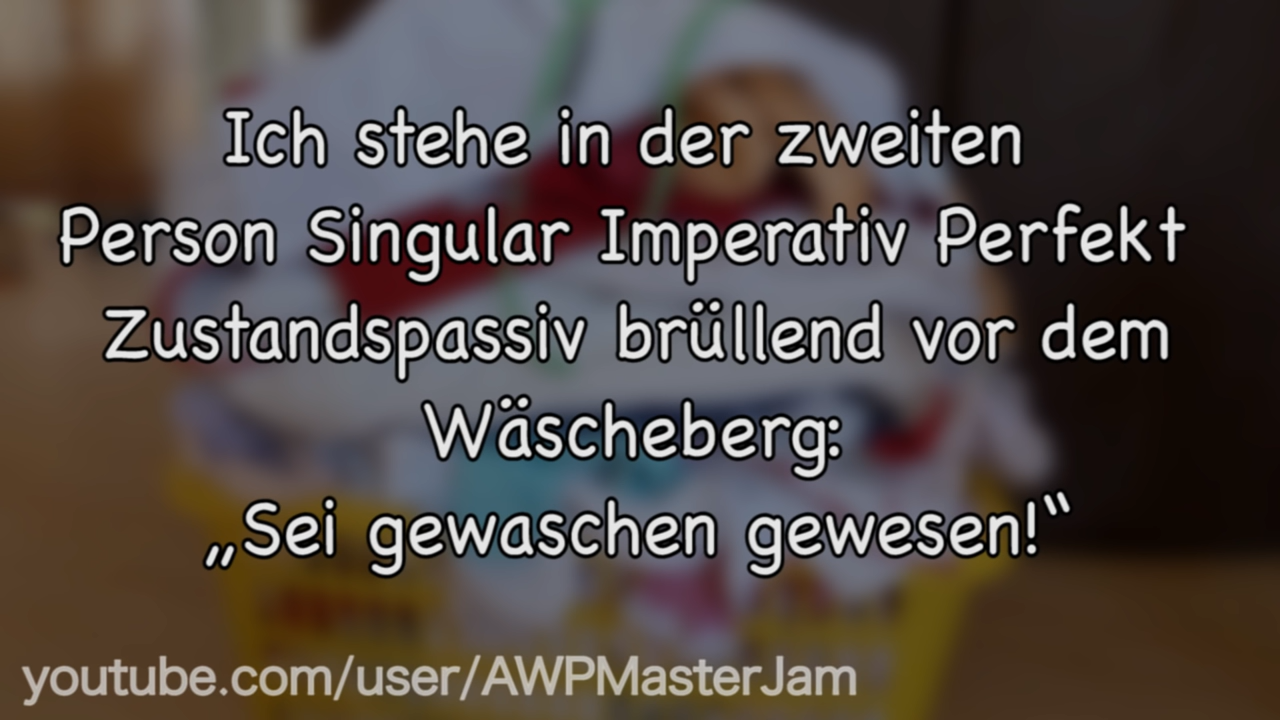 Ich stehe in der zweiten
Person Singular Imperativ Perfekt
Zustandspassiv brüllend vor dem
Wäscheberg:
„Sei gewaschen gewesen!“
youtube.com/user/AWPMasterJam